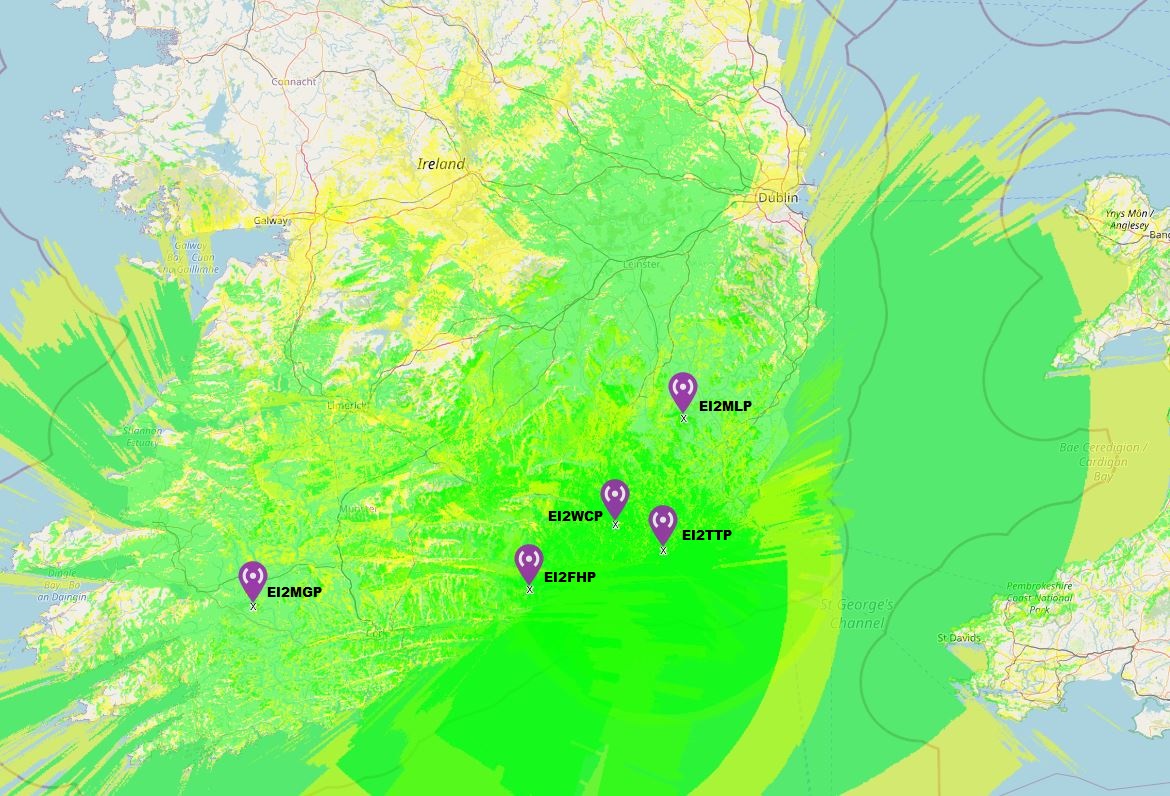 Connacht
Ireland
Dublin
Galway
Galway
Bay - Cuan
na Gaillimhe
Leinster
Ynys Môn /
Anglesey
Ban
Limerick
EI2MLP
X
Shannon
Estuary
Bae Ceredigion /
Cardigan
Bay
Munster
EI2WCP
X
EI2TTP
X
EI2FHP
X
EI2MGP
X
Dingle
Bay - Bá
an Daingin
St George's
Channel
Pembrokeshire
Coast National
Park
St Davids
Cork